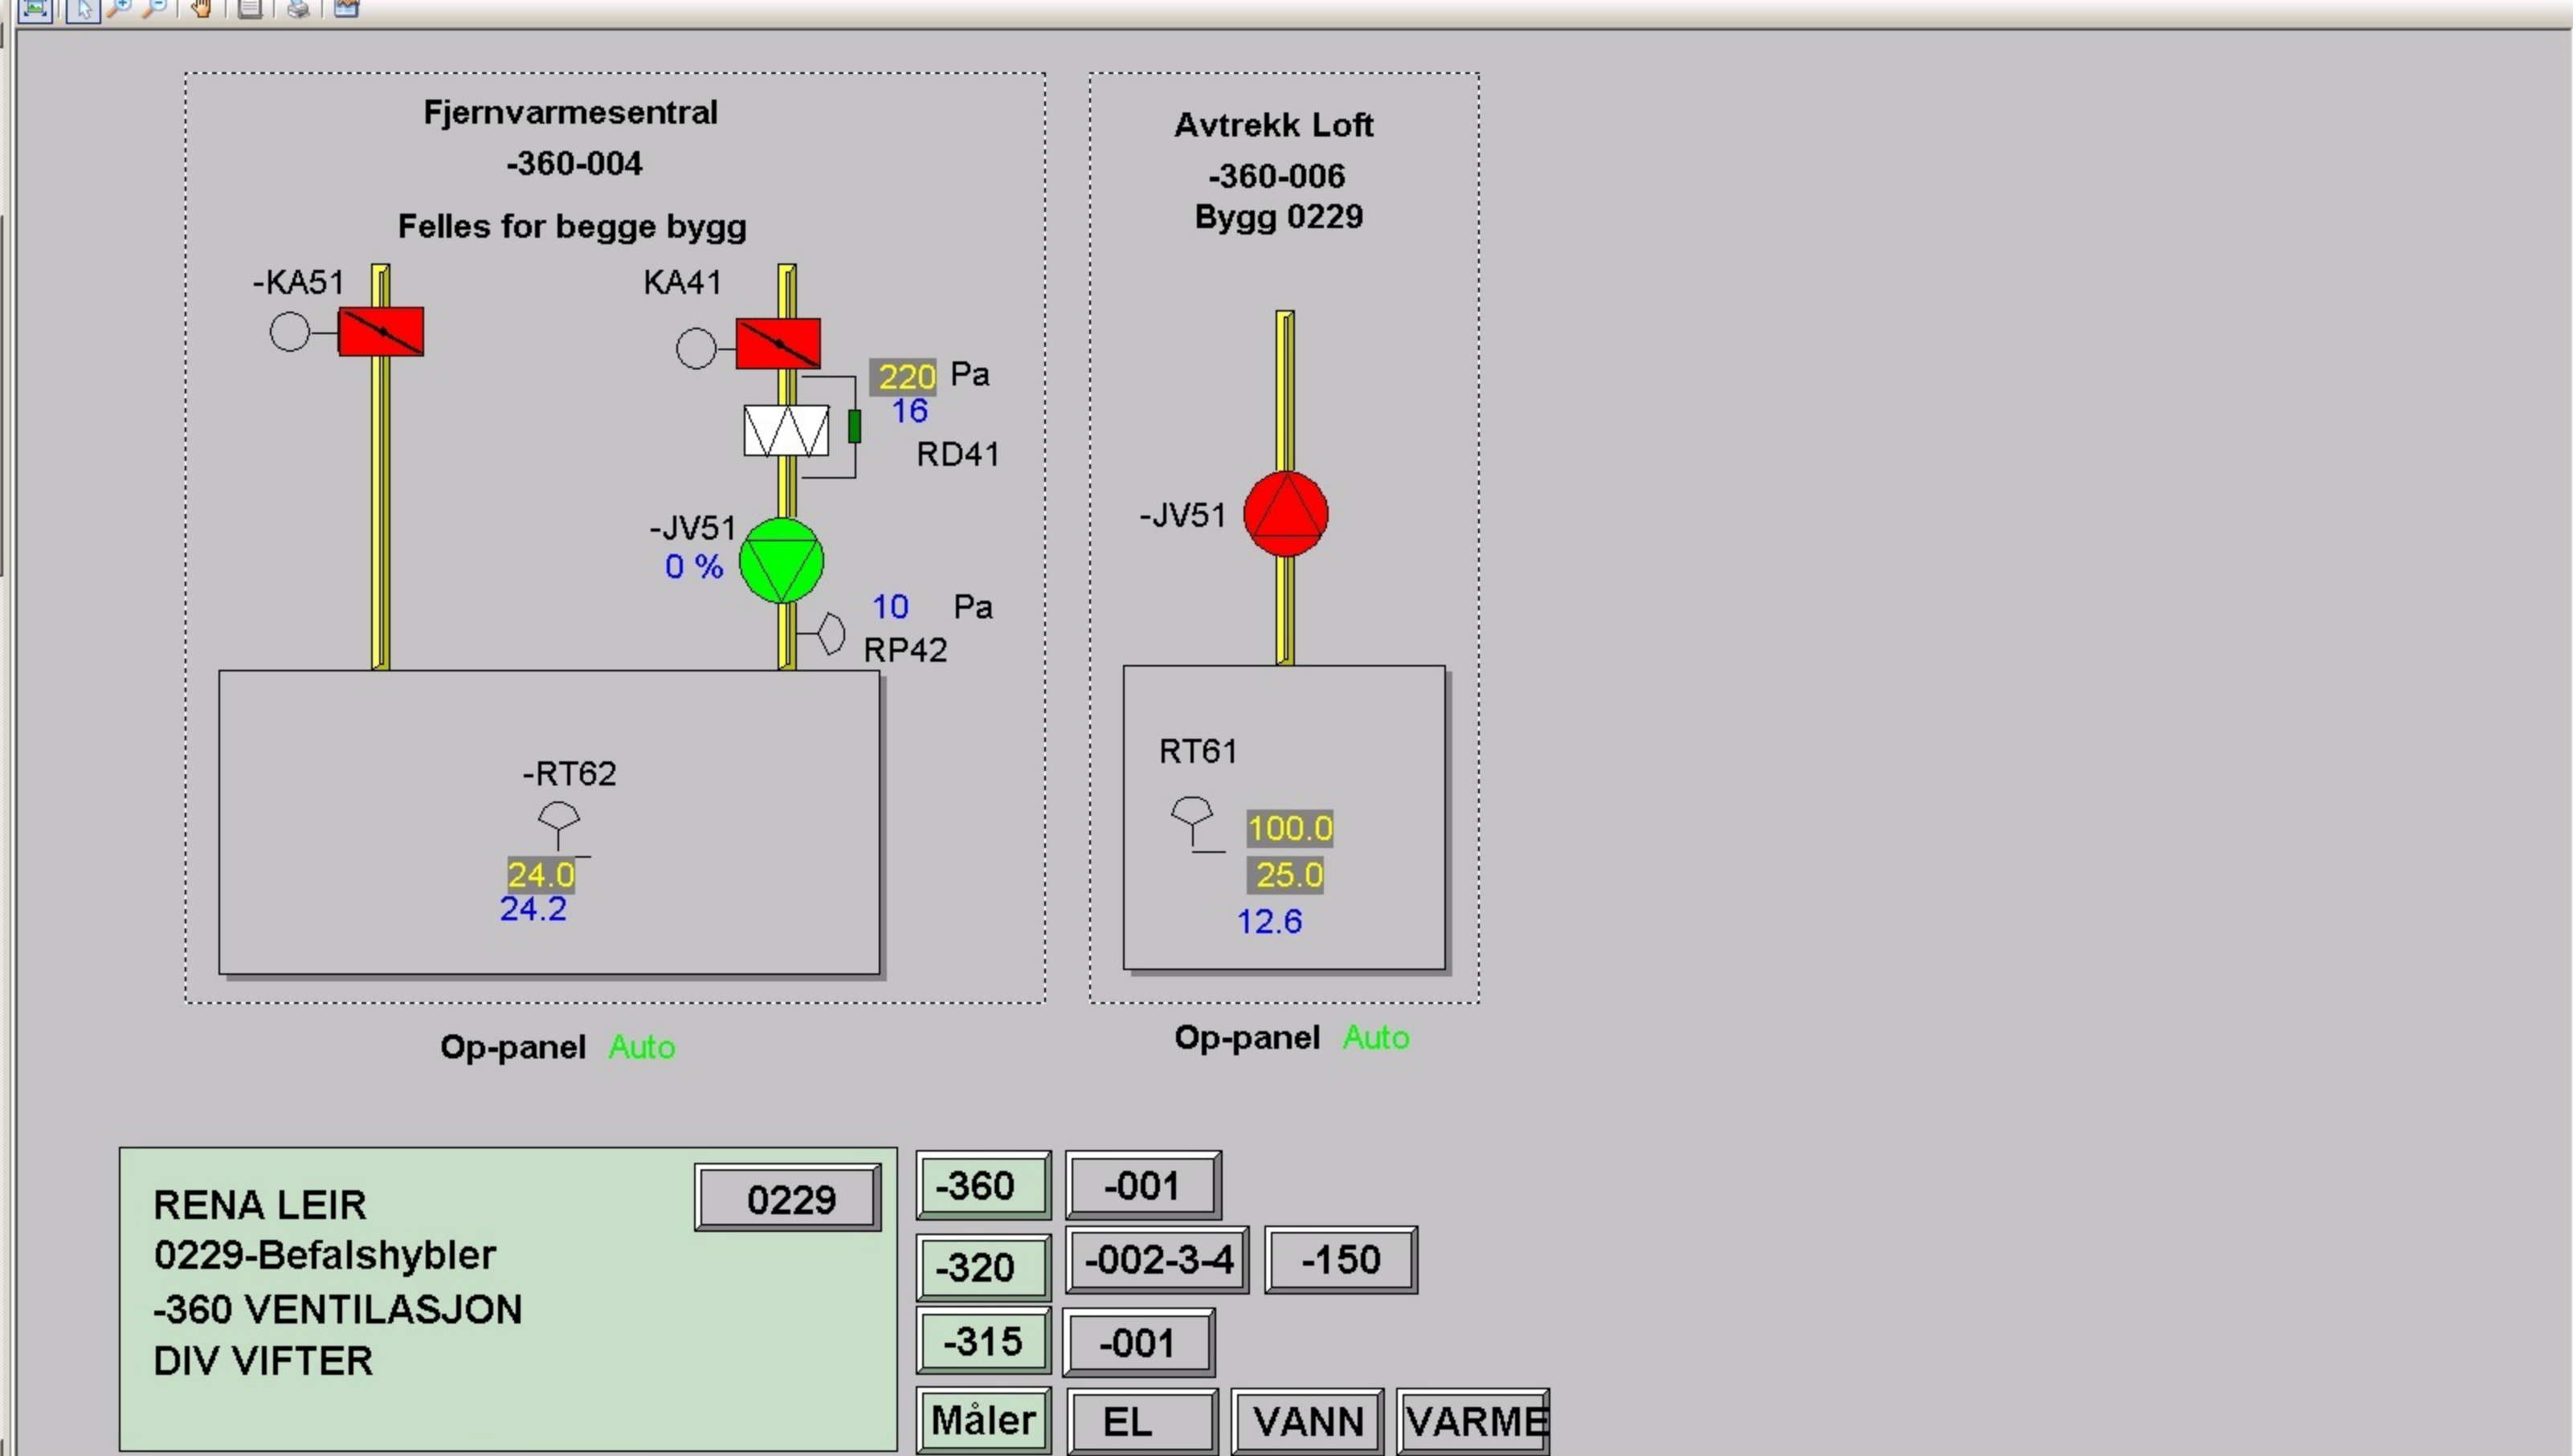 Fjernvarmesentral
-360-004
Felles for begge bygg
-KA51
KA41
220 Pa
16
RD41
-JV51
0 %
10 Pa
RP42
-RT62
24.0
24.2
Op-panel Auto
Avtrekk Loft
-360-006
Bygg 0229
-JV51
RT61
100.0
25.0
12.6
Op-panel Auto
RENA LEIR
0229-Befalshybler
-360 VENTILASJON
DIV VIFTER
0229
-360 -001
-320 -002-3-4 -150
-315 -001
Måler EL VANN VARME